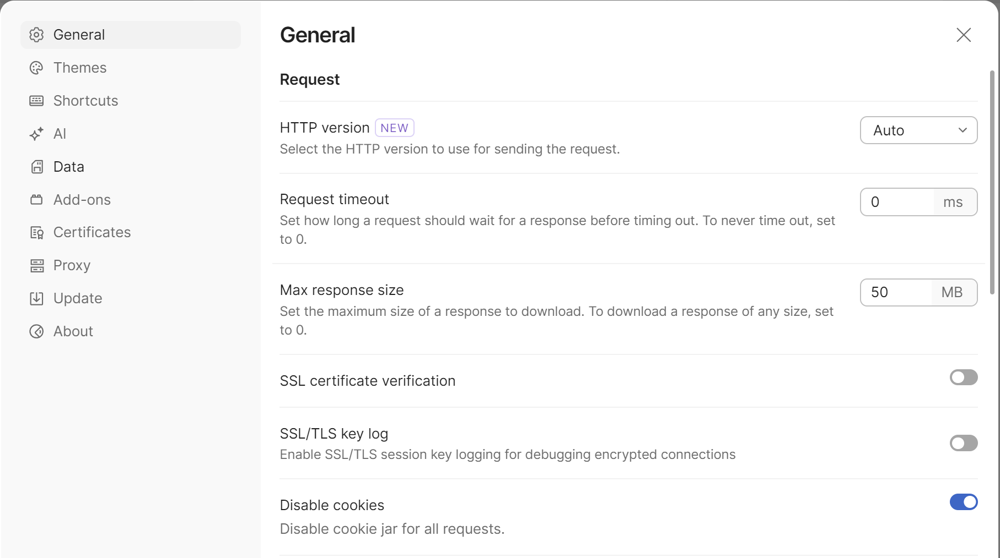 General
Themes
Shortcuts
AI
Data
Add-ons
Certificates
Proxy
Update
About
General
Request
HTTP version NEW
Select the HTTP version to use for sending the request.
Auto
Request timeout
Set how long a request should wait for a response before timing out. To never time out, set
to 0.
0 ms
Max response size
Set the maximum size of a response to download. To download a response of any size, set
to 0.
50 MB
SSL certificate verification
SSL/TLS key log
Enable SSL/TLS session key logging for debugging encrypted connections
Disable cookies
Disable cookie jar for all requests.